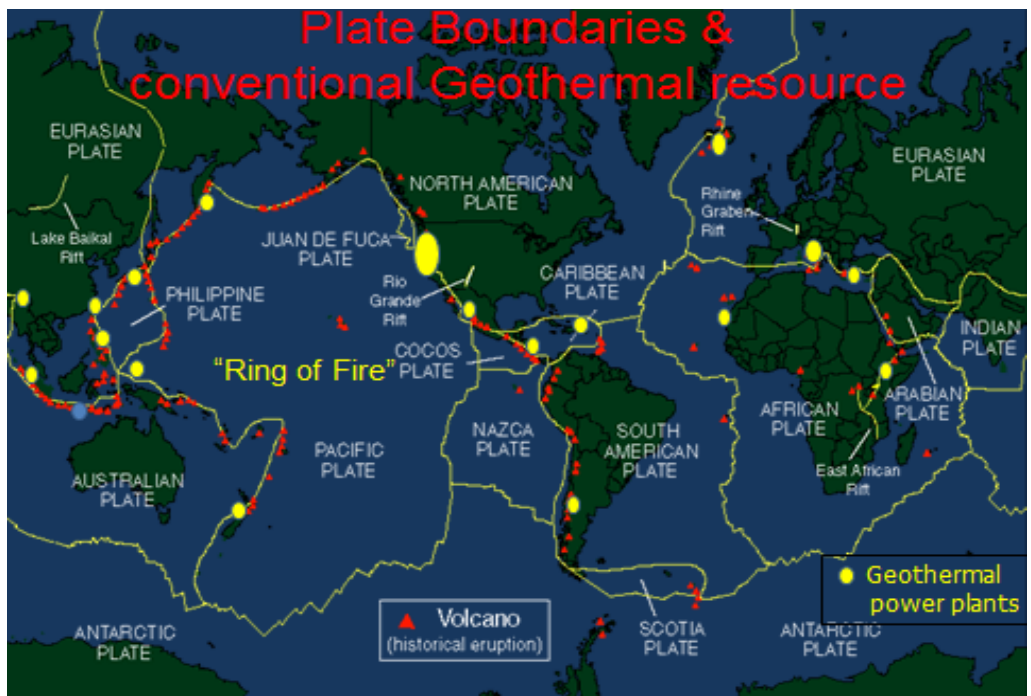 Plate Boundaries &
conventional Geothermal resource
EURASIAN
PLATE
NORTH AMERICAN
PLATE
EURASIAN
PLATE
Rhine
Graben
Rift
Lake Baikal
Rift
JUAN DE FUCA
PLATE
Rio
Grande
Rift
CARIBBEAN
PLATE
PHILIPPINE
PLATE
"Ring of Fire"
COCOS
PLATE
INDIAN
PLATE
ARABIAN
PLATE
AFRICAN
PLATE
East African
Rift
NAZCA
PLATE
SOUTH
AMERICAN
PLATE
PACIFIC
PLATE
AUSTRALIAN
PLATE
Geothermal
power plants
Volcano
(historical eruption)
SCOTIA
PLATE
ANTARCTIC
PLATE
ANTARCTIC
PLATE